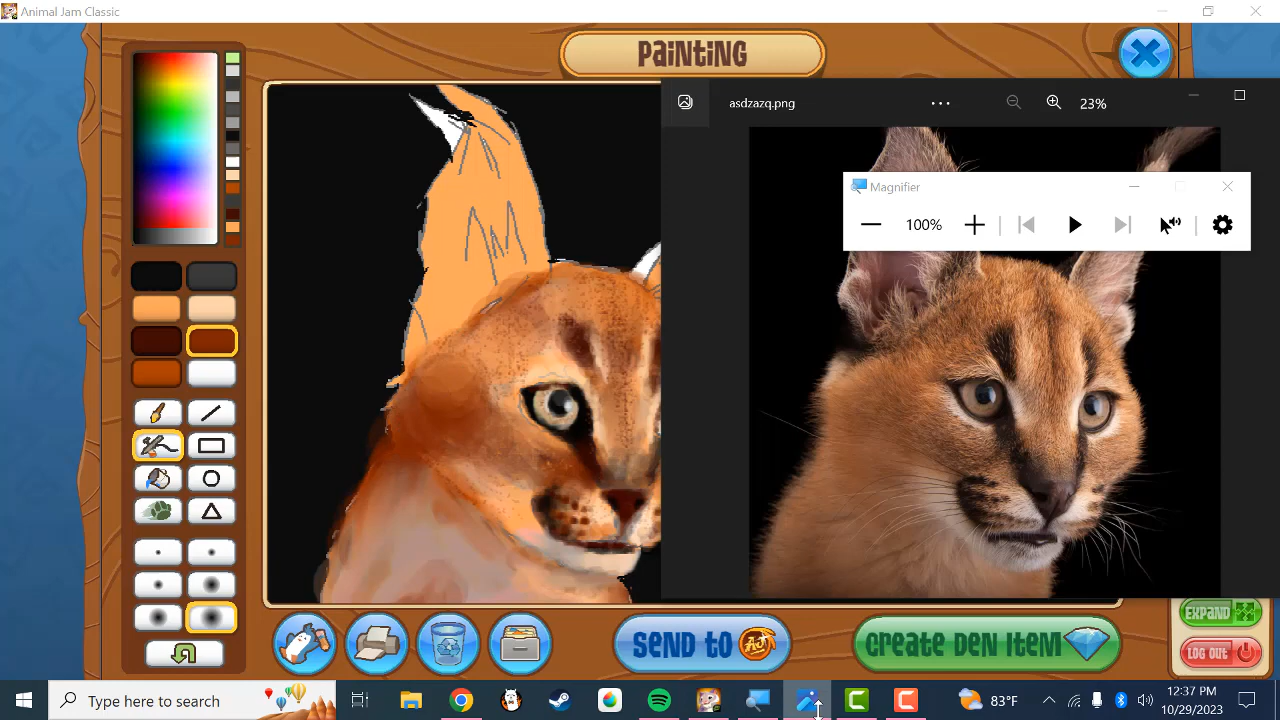 Animal Jam Classic
PAINTING
asdzazq.png
23%
Magnifier
100%
SEND TO AJ
CREATE DEN ITEM
EXPAND
LOG OUT
Type here to search
83°F
12:37 PM
10/29/2023